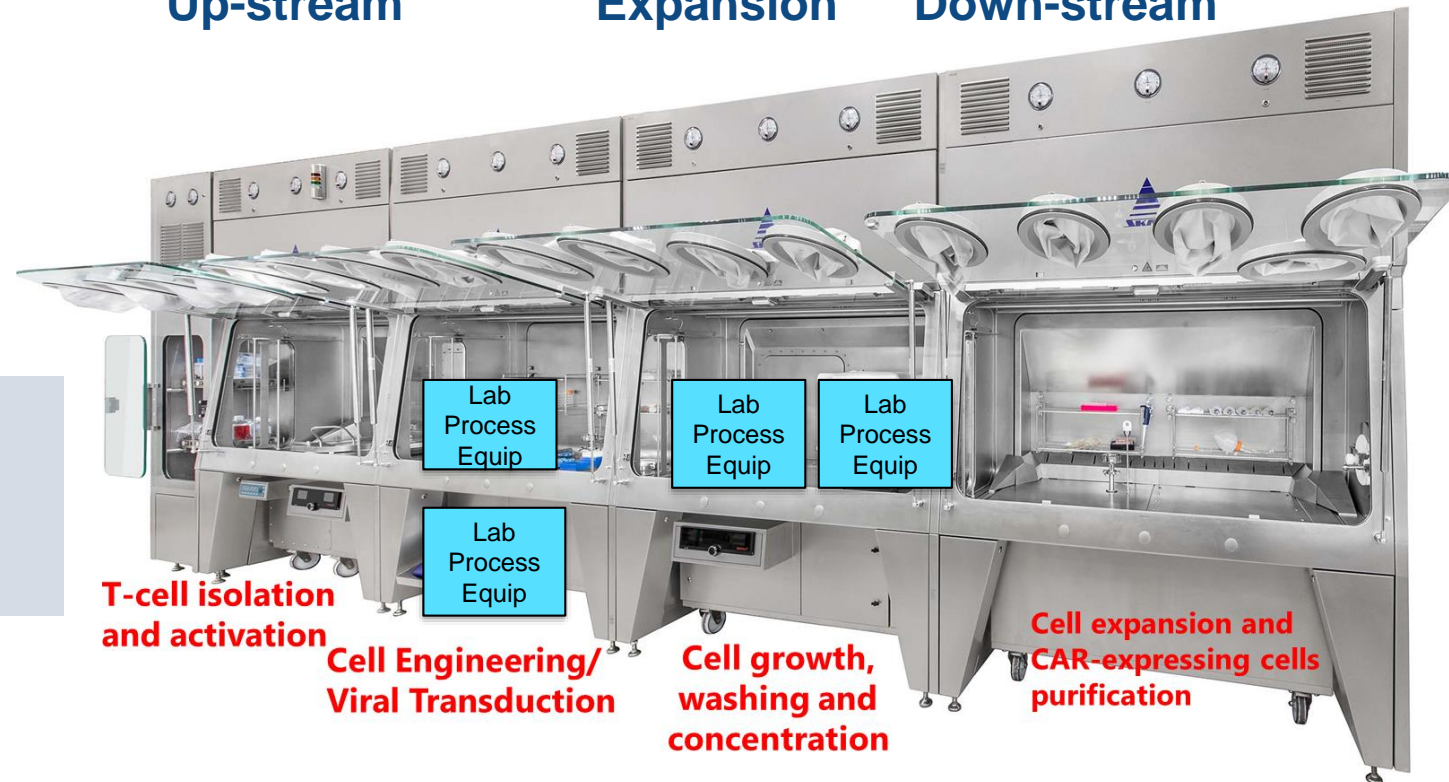 Up-stream Expansion Down-stream
SKAN
Lab
Process
Equip
Lab
Process
Equip
Lab
Process
Equip
Lab
Process
Equip
T-cell isolation
and activation
Cell Engineering/
Viral Transduction
Cell growth,
washing and
concentration
Cell expansion and
CAR-expressing cells
purification